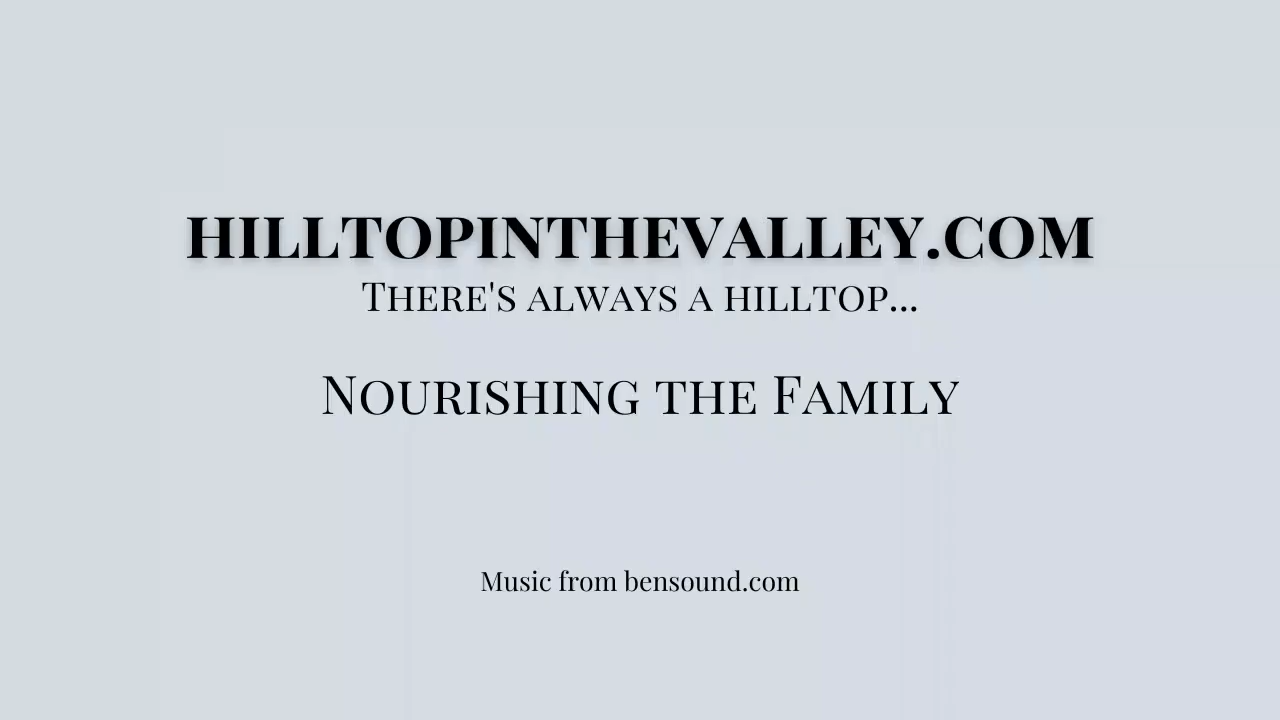 HILLTOPINTHEVALLEY.COM
There's always a hilltop...
Nourishing the Family
Music from bensound.com